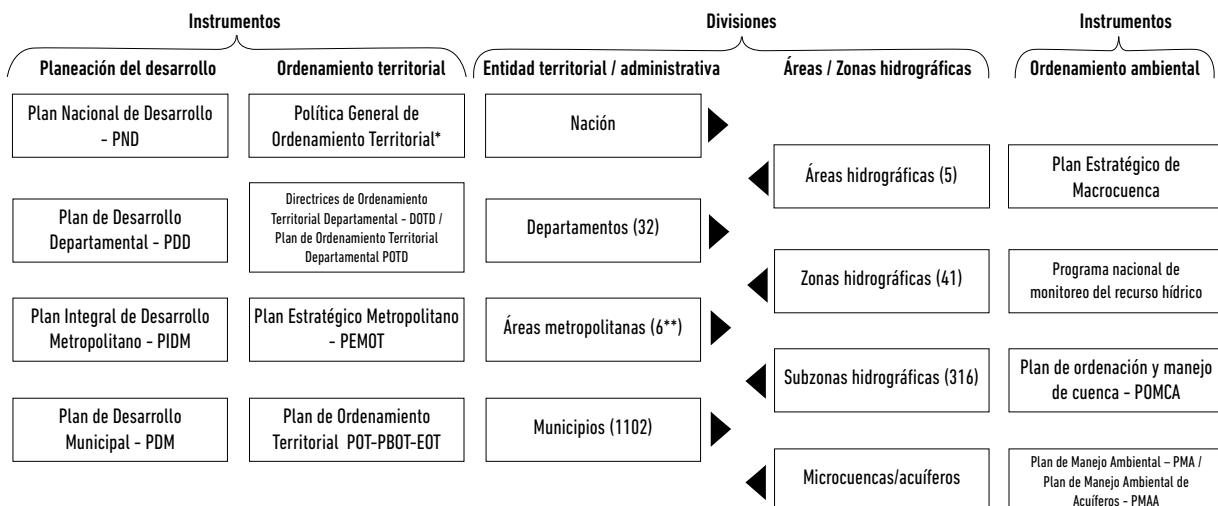 Instrumentos
Divisiones
Instrumentos
Planeación del desarrollo
Ordenamiento territorial
Entidad territorial / administrativa
Áreas / Zonas hidrográficas
Ordenamiento ambiental
Plan Nacional de Desarrollo
- PND
Política General de
Ordenamiento Territorial*
Nación
Áreas hidrográficas (5)
Plan Estratégico de
Macrocuenca
Plan de Desarrollo
Departamental - PDD
Directrices de Ordenamiento
Territorial Departamental - DOTD /
Plan de Ordenamiento Territorial
Departamental POTD
Departamentos (32)
Zonas hidrográficas (41)
Programa nacional de
monitoreo del recurso hídrico
Plan Integral de Desarrollo
Metropolitano - PIDM
Plan Estratégico Metropolitano
- PEMOT
Áreas metropolitanas (6**)
Subzonas hidrográficas (316)
Plan de ordenación y manejo
de cuenca - POMCA
Plan de Desarrollo
Municipal - PDM
Plan de Ordenamiento
Territorial POT-PBOT-EOT
Municipios (1102)
Microcuencas/acuíferos
Plan de Manejo Ambiental – PMA /
Plan de Manejo Ambiental de
Acuíferos - PMAA